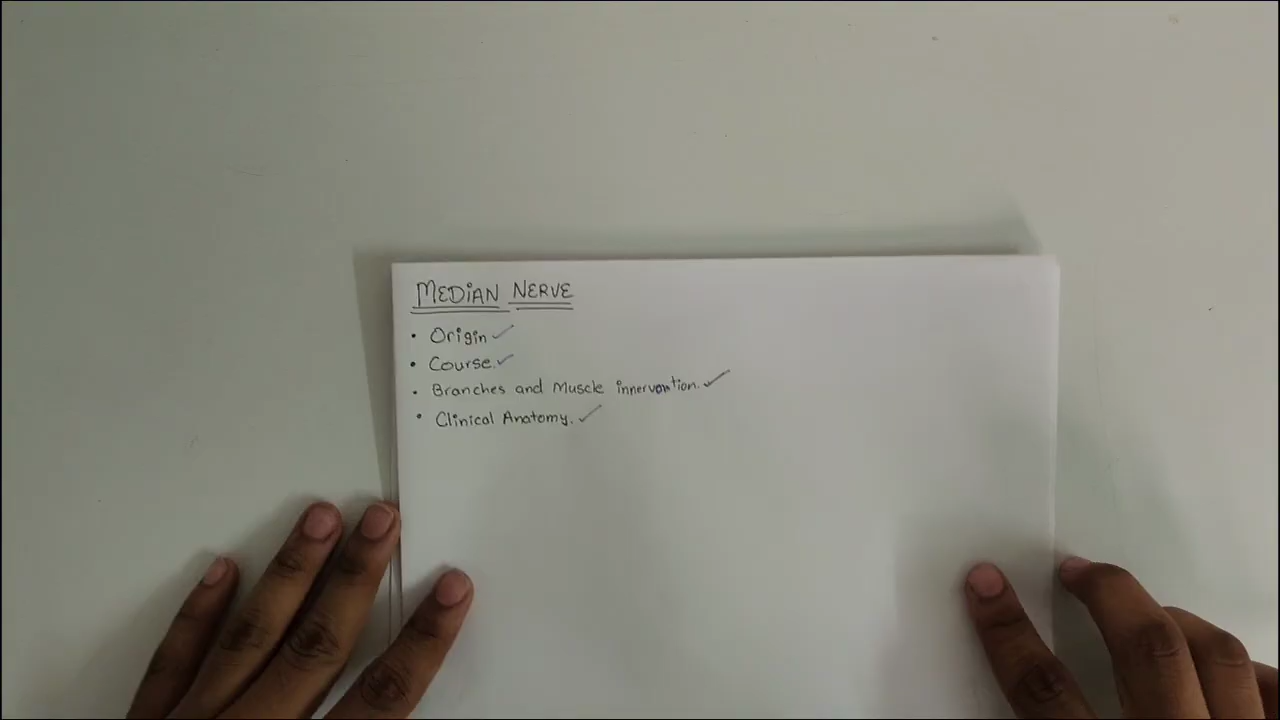 MEDIAN NERVE
• Origin ✓
• Course. ✓
• Branches and Muscle innervation. ✓
• Clinical Anatomy. ✓